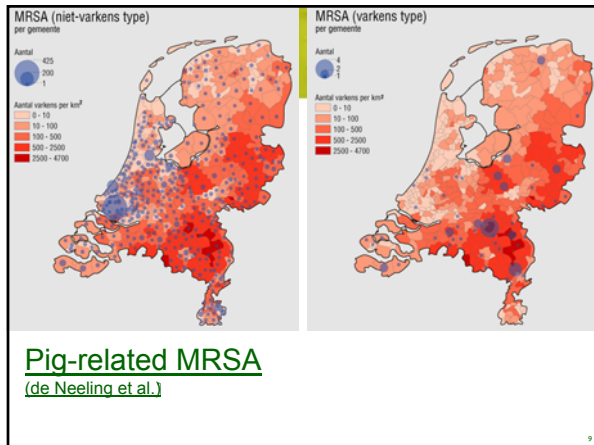 MRSA (niet-varkens type)
per gemeente
Aantal
425
200
1
Aantal varkens per km²
0 - 10
10 - 100
100 - 500
500 - 2500
2500 - 4700
MRSA (varkens type)
per gemeente
Aantal
4
2
1
Aantal varkens per km²
0 - 10
10 - 100
100 - 500
500 - 2500
2500 - 4700
Pig-related MRSA
(de Neeling et al.)
9